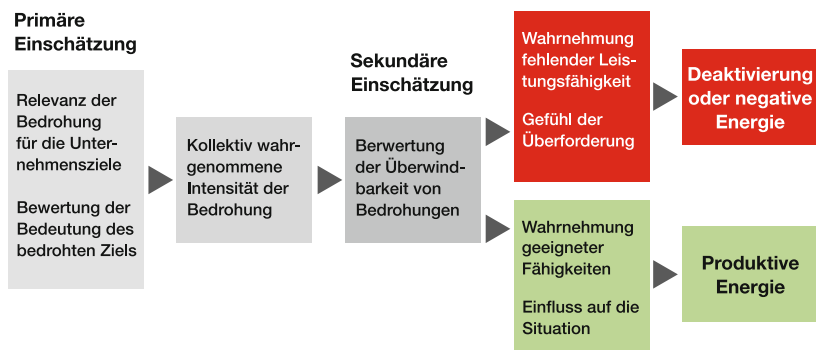 Primäre
Einschätzung
Relevanz der
Bedrohung
für die Unter-
nehmensziele
Bewertung der
Bedeutung des
bedrohten Ziels
Kollektiv wahr-
genommene
Intensität der
Bedrohung
Sekundäre
Einschätzung
Berwertung
der Überwind-
barkeit von
Bedrohungen
Wahrnehmung
fehlender Leis-
tungsfähigkeit
Gefühl der
Überforderung
Deaktivierung
oder negative
Energie
Wahrnehmung
geeigneter
Fähigkeiten
Einfluss auf die
Situation
Produktive
Energie